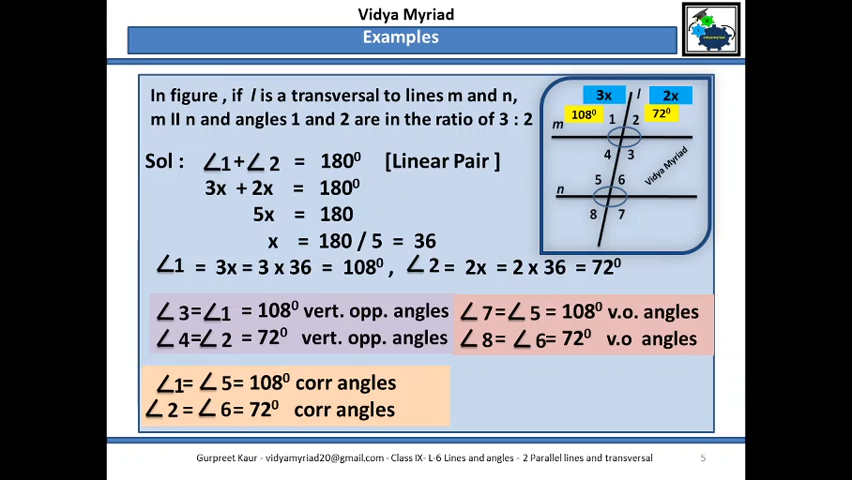 Vidya Myriad
Examples
vidyamyriad
In figure , if l is a transversal to lines m and n,
m II n and angles 1 and 2 are in the ratio of 3 : 2
Sol : ∠1+∠ 2 = 180⁰ [Linear Pair ]
3x + 2x = 180⁰
5x = 180
x = 180 / 5 = 36
∠1 = 3x = 3 x 36 = 108⁰ , ∠ 2 = 2x = 2 x 36 = 72⁰
3x l 2x
108⁰ 1 2 72⁰
m
4 3
Vidya Myriad
5 6
n
8 7
∠ 3=∠1 = 108⁰ vert. opp. angles
∠ 4=∠ 2 = 72⁰ vert. opp. angles
∠ 7=∠ 5= 108⁰ v.o. angles
∠ 8= ∠ 6= 72⁰ v.o angles
∠1= ∠ 5= 108⁰ corr angles
∠ 2 = ∠ 6= 72⁰ corr angles
Gurpreet Kaur - vidyamyriad20@gmail.com - Class IX- L-6 Lines and angles - 2 Parallel lines and transversal
5